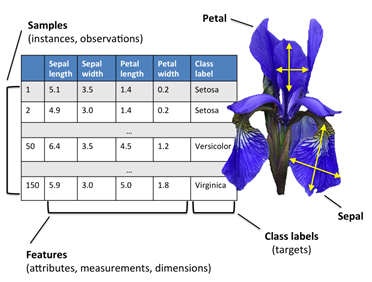 Samples
(instances, observations)
Petal
Sepal length Sepal width Petal length Petal width Class label
1 5.1 3.5 1.4 0.2 Setosa
2 4.9 3.0 1.4 0.2 Setosa
...
50 6.4 3.5 4.5 1.2 Versicolor
...
150 5.9 3.0 5.0 1.8 Virginica
Sepal
Class labels
(targets)
Features
(attributes, measurements, dimensions)